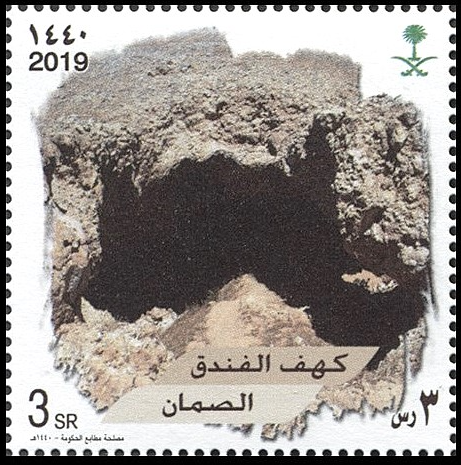 ١٤٤٠
2019
كهف الفندق
الصمان
3 SR
٣ رس
مصلحة مطابع الحكومة - ١٤٤٠هـ